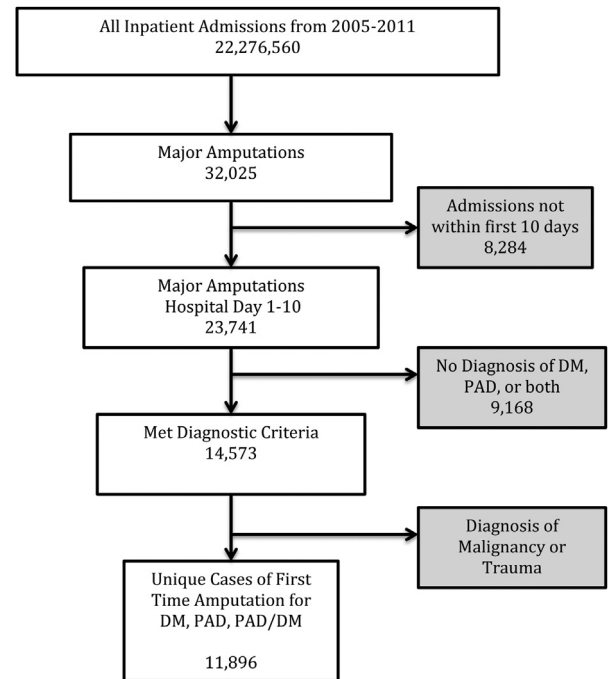 All Inpatient Admissions from 2005-2011
22,276,560
Major Amputations
32,025
Admissions not
within first 10 days
8,284
Major Amputations
Hospital Day 1-10
23,741
No Diagnosis of DM,
PAD, or both
9,168
Met Diagnostic Criteria
14,573
Diagnosis of
Malignancy or
Trauma
Unique Cases of First
Time Amputation for
DM, PAD, PAD/DM
11,896